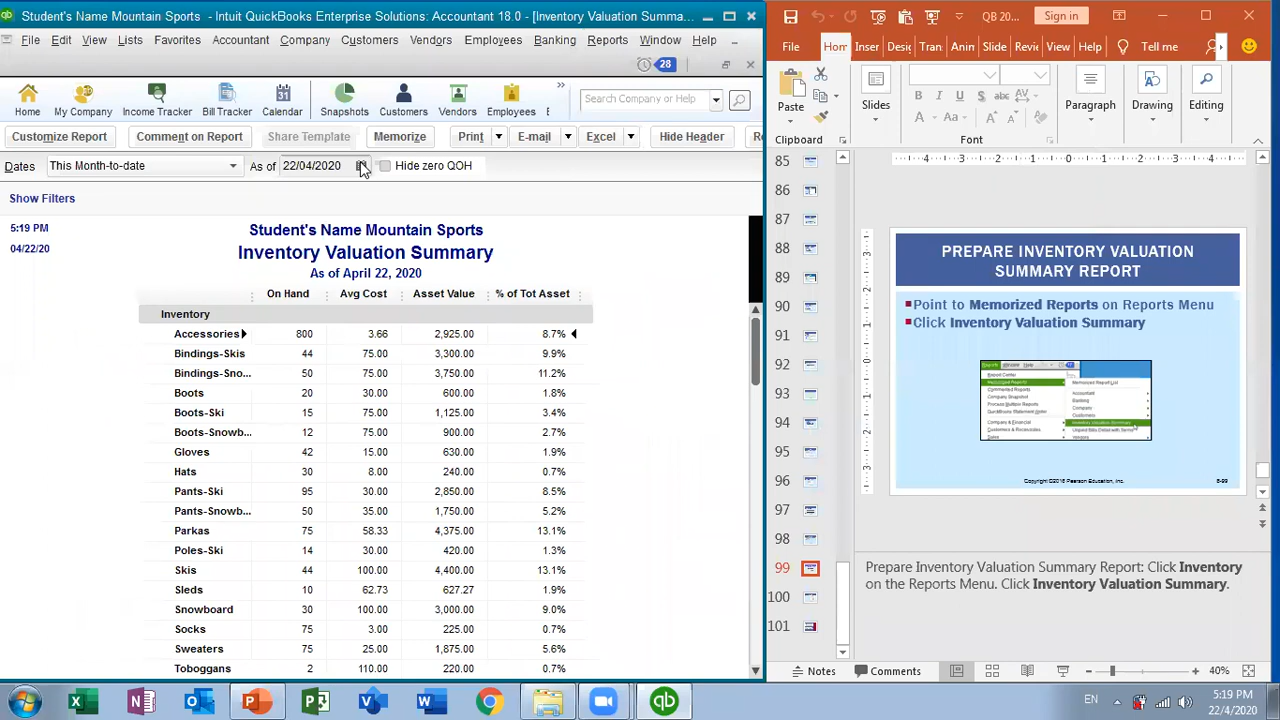 Student's Name Mountain Sports - Intuit QuickBooks Enterprise Solutions: Accountant 18.0 - [Inventory Valuation Summa...
File Edit View Lists Favorites Accountant Company Customers Vendors Employees Banking Reports Window Help
28
Home My Company Income Tracker Bill Tracker Calendar Snapshots Customers Vendors Employees
Search Company or Help
Customize Report Comment on Report Share Template Memorize Print E-mail Excel Hide Header
Dates This Month-to-date As of 22/04/2020 Hide zero QOH
Show Filters
5:19 PM
04/22/20
Student's Name Mountain Sports
Inventory Valuation Summary
As of April 22, 2020
On Hand Avg Cost Asset Value % of Tot Asset
Inventory
Accessories 800 3.66 2,925.00 8.7%
Bindings-Skis 44 75.00 3,300.00 9.9%
Bindings-Sno... 50 75.00 3,750.00 11.2%
Boots 20 30.00 600.00 1.8%
Boots-Ski 15 75.00 1,125.00 3.4%
Boots-Snowb... 12 75.00 900.00 2.7%
Gloves 22 15.00 330.00 1.0%
Hats 30 8.00 240.00 0.7%
Pants-Ski 95 30.00 2,850.00 8.5%
Pants-Snowb... 50 35.00 1,750.00 5.2%
Parkas 75 58.33 4,375.00 13.1%
Poles-Ski 14 30.00 420.00 1.3%
Skis 44 100.00 4,400.00 13.1%
Sleds 10 62.73 627.27 1.9%
Snowboard 30 100.00 3,000.00 9.0%
Socks 75 3.00 225.00 0.7%
Sweaters 75 25.00 1,875.00 5.6%
Toboggans 2 110.00 220.00 0.7%
QB 20... Sign in
File Hom Inser Desi Tran Anin Slide Revi View Help Tell me
Paste Slides Paragraph Drawing Editing
Clipboard Font
85
86
87
88
89
90
91
92
93
94
95
96
97
98
99
100
101
PREPARE INVENTORY VALUATION
SUMMARY REPORT
Point to Memorized Reports on Reports Menu
Click Inventory Valuation Summary
Prepare Inventory Valuation Summary Report: Click Inventory
on the Reports Menu. Click Inventory Valuation Summary.
Notes Comments 40%
EN
5:19 PM
22/4/2020